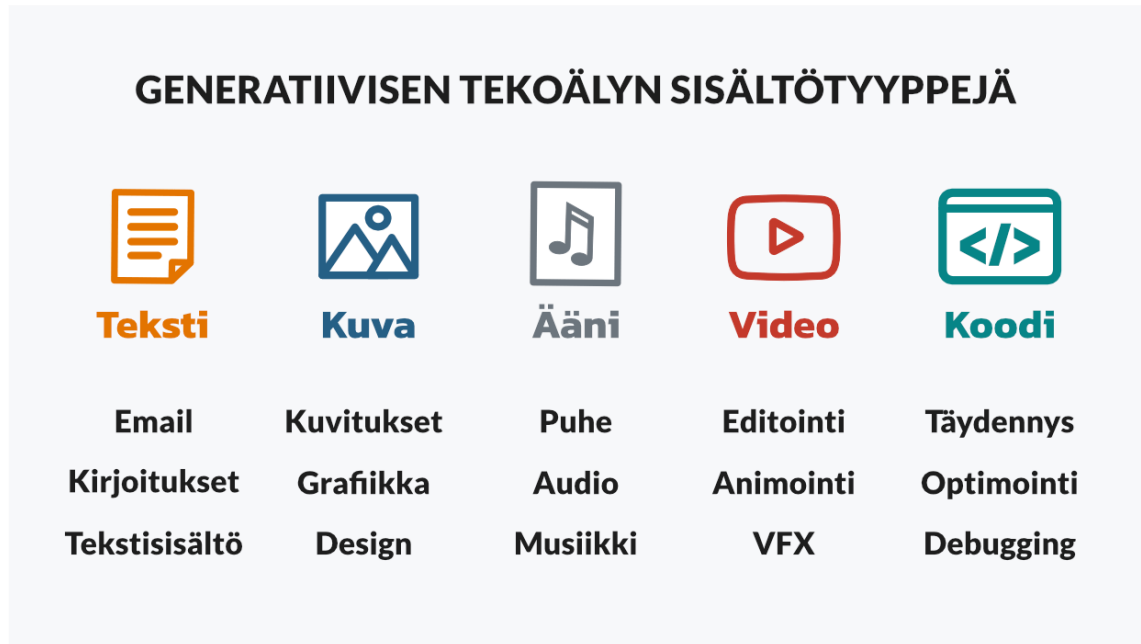 GENERATIIVISEN TEKOÄLYN SISÄLTÖTYYPPEJÄ
Teksti
Email
Kirjoitukset
Tekstisisältö
Kuva
Kuvitukset
Grafiikka
Design
Ääni
Puhe
Audio
Musiikki
Video
Editointi
Animointi
VFX
</>
Koodi
Täydennys
Optimointi
Debugging